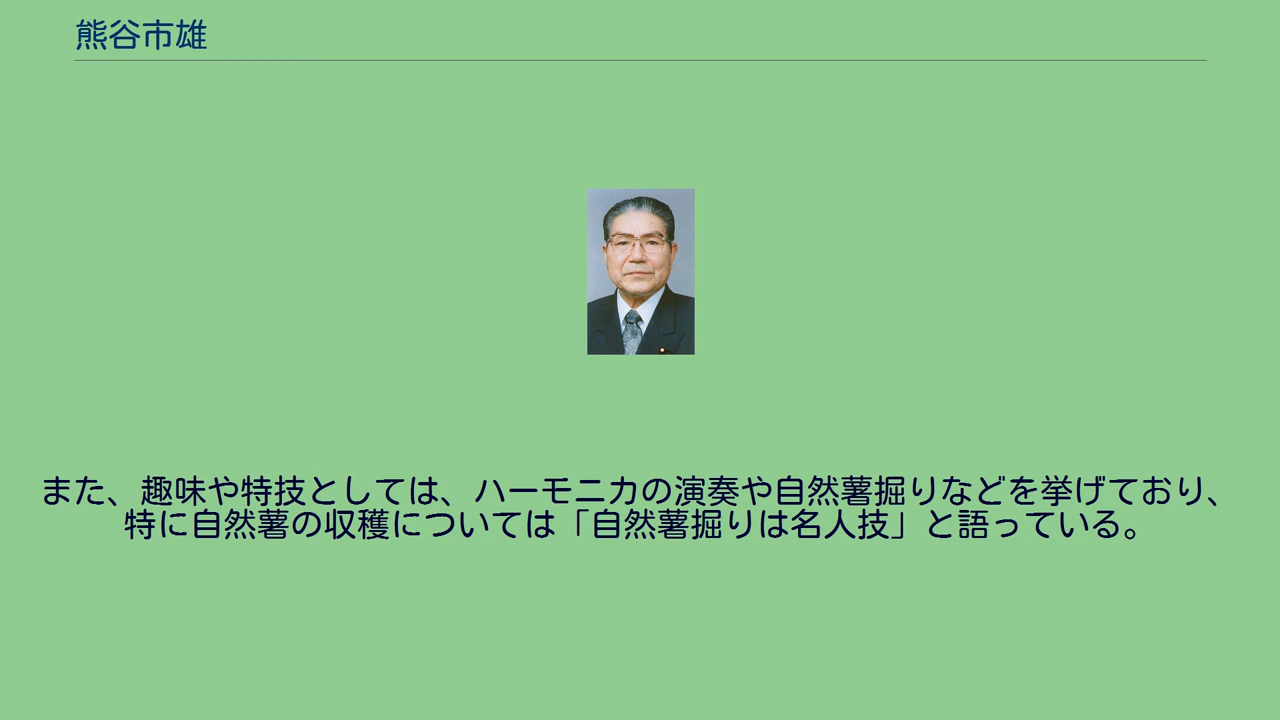 熊谷市雄
また、趣味や特技としては、ハーモニカの演奏や自然薯掘りなどを挙げており、
特に自然薯の収穫については「自然薯掘りは名人技」と語っている。